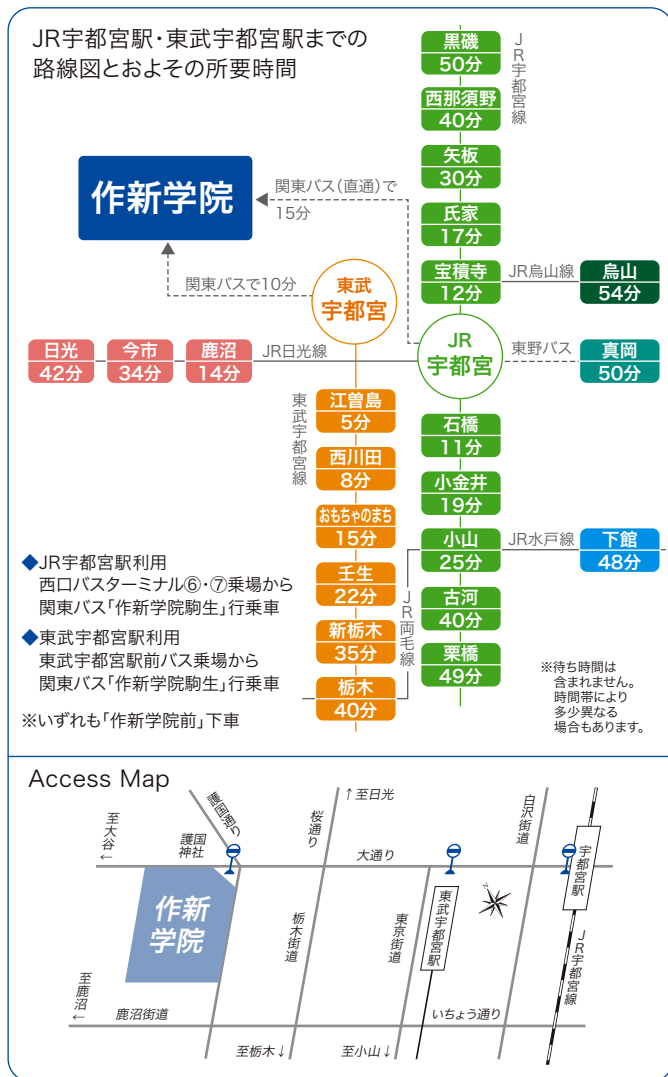 JR宇都宮駅・東武宇都宮駅までの
路線図とおよその所要時間
黒磯
50分
JR宇都宮線
西那須野
40分
矢板
30分
氏家
17分
宝積寺
12分
JR烏山線
烏山
54分
作新学院
関東バス(直通)で
15分
関東バスで10分
東武
宇都宮
JR
宇都宮
日光
42分
今市
34分
鹿沼
14分
JR日光線
東野バス
真岡
50分
東武宇都宮線
江曽島
5分
西川田
8分
おもちゃのまち
15分
壬生
22分
新栃木
35分
栃木
40分
JR両毛線
石橋
11分
小金井
19分
小山
25分
JR水戸線
下館
48分
古河
40分
栗橋
49分
◆JR宇都宮駅利用
西口バスターミナル⑥・⑦乗場から
関東バス「作新学院駒生」行乗車
◆東武宇都宮駅利用
東武宇都宮駅前バス乗場から
関東バス「作新学院駒生」行乗車
※いずれも「作新学院前」下車
※待ち時間は
含まれません。
時間帯により
多少異なる
場合もあります。
Access Map
至大谷←
護国通り
護国
神社
桜通り
↑至日光
大通り
白沢街道
宇都宮駅
作新
学院
栃木街道
東京街道
東武宇都宮駅
N
JR宇都宮線
至鹿沼←
鹿沼街道
いちょう通り
至栃木↓
至小山↓